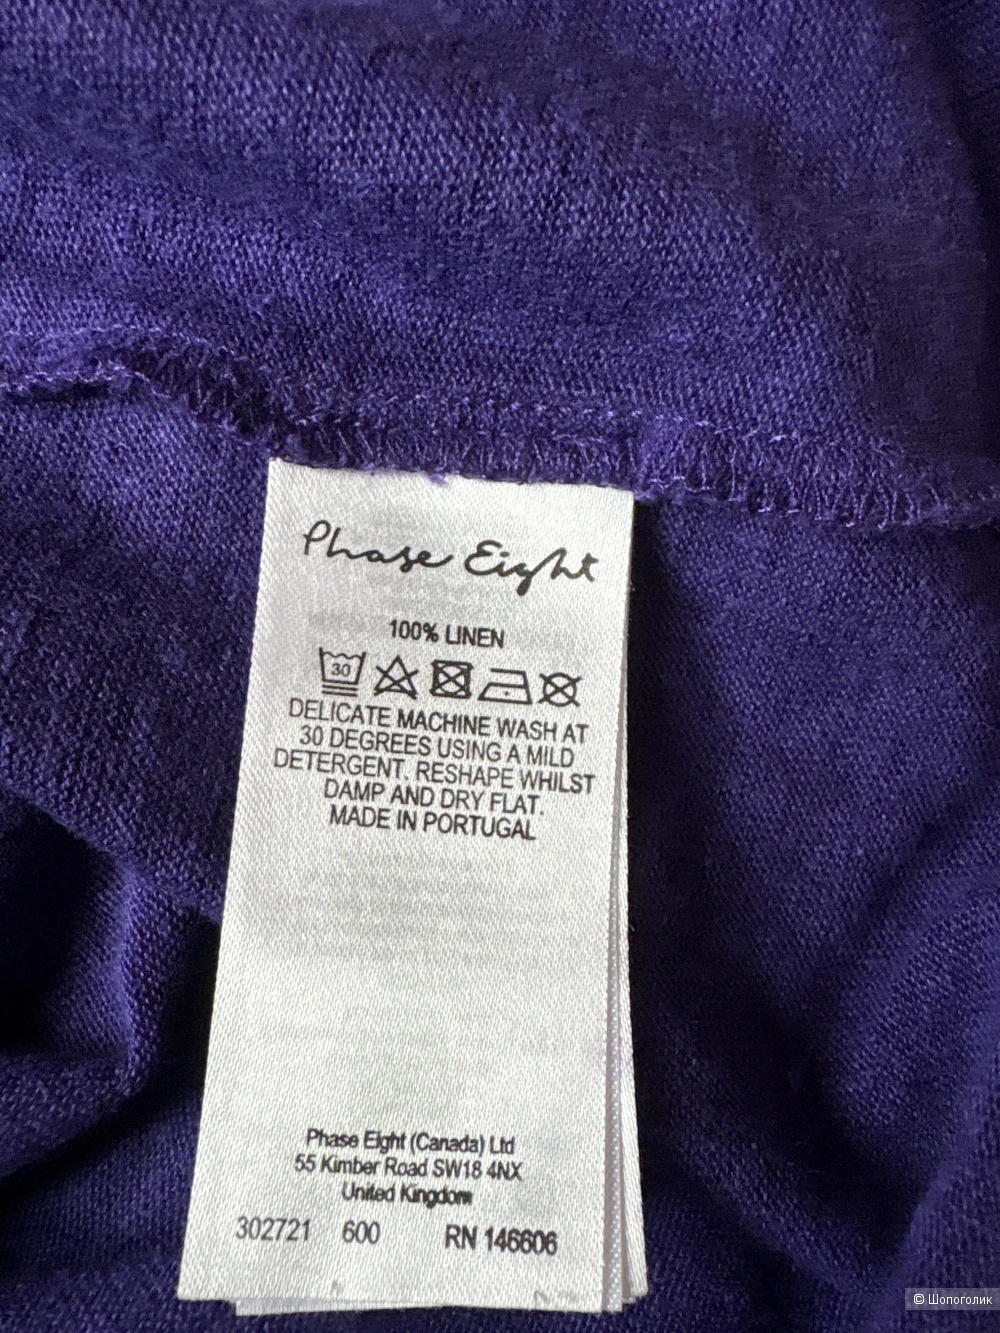 Phase Eight
100% LINEN
30
DELICATE MACHINE WASH AT
30 DEGREES USING A MILD
DETERGENT. RESHAPE WHILST
DAMP AND DRY FLAT.
MADE IN PORTUGAL
Phase Eight (Canada) Ltd
55 Kimber Road SW18 4NX
United Kingdom
302721 600 RN 146606
© Шопоголик